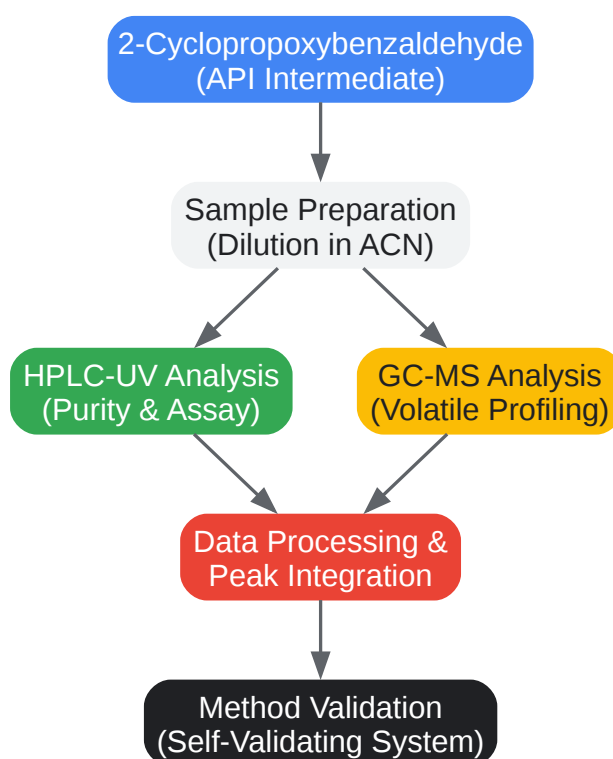 2-Cyclopropoxybenzaldehyde
(API Intermediate)
Sample Preparation
(Dilution in ACN)
HPLC-UV Analysis
(Purity & Assay)
GC-MS Analysis
(Volatile Profiling)
Data Processing &
Peak Integration
Method Validation
(Self-Validating System)